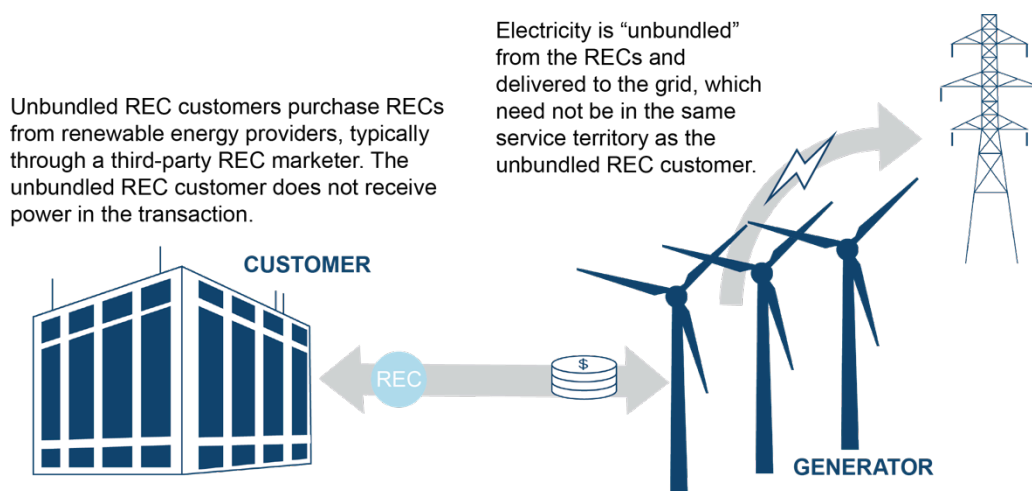 Electricity is “unbundled”
from the RECs and
delivered to the grid, which
need not be in the same
service territory as the
unbundled REC customer.
Unbundled REC customers purchase RECs
from renewable energy providers, typically
through a third-party REC marketer. The
unbundled REC customer does not receive
power in the transaction.
CUSTOMER
REC
$
GENERATOR